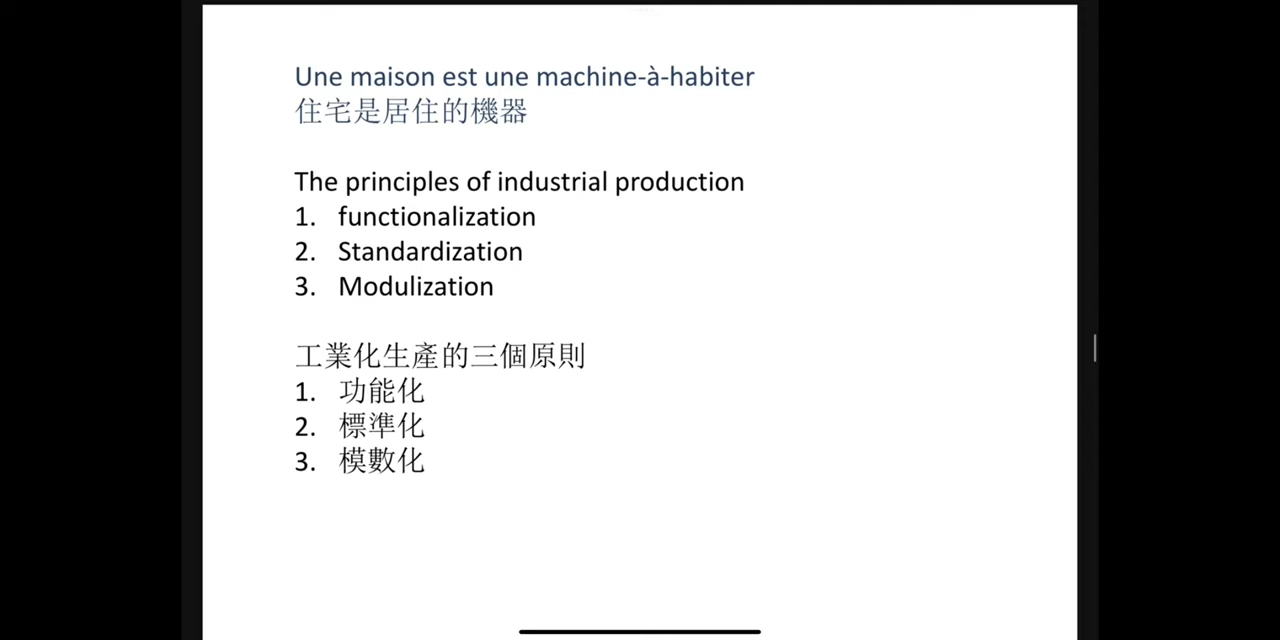 Une maison est une machine-à-habiter
住宅是居住的機器
The principles of industrial production
1. functionalization
2. Standardization
3. Modulization
工業化生產的三個原則
1. 功能化
2. 標準化
3. 模數化